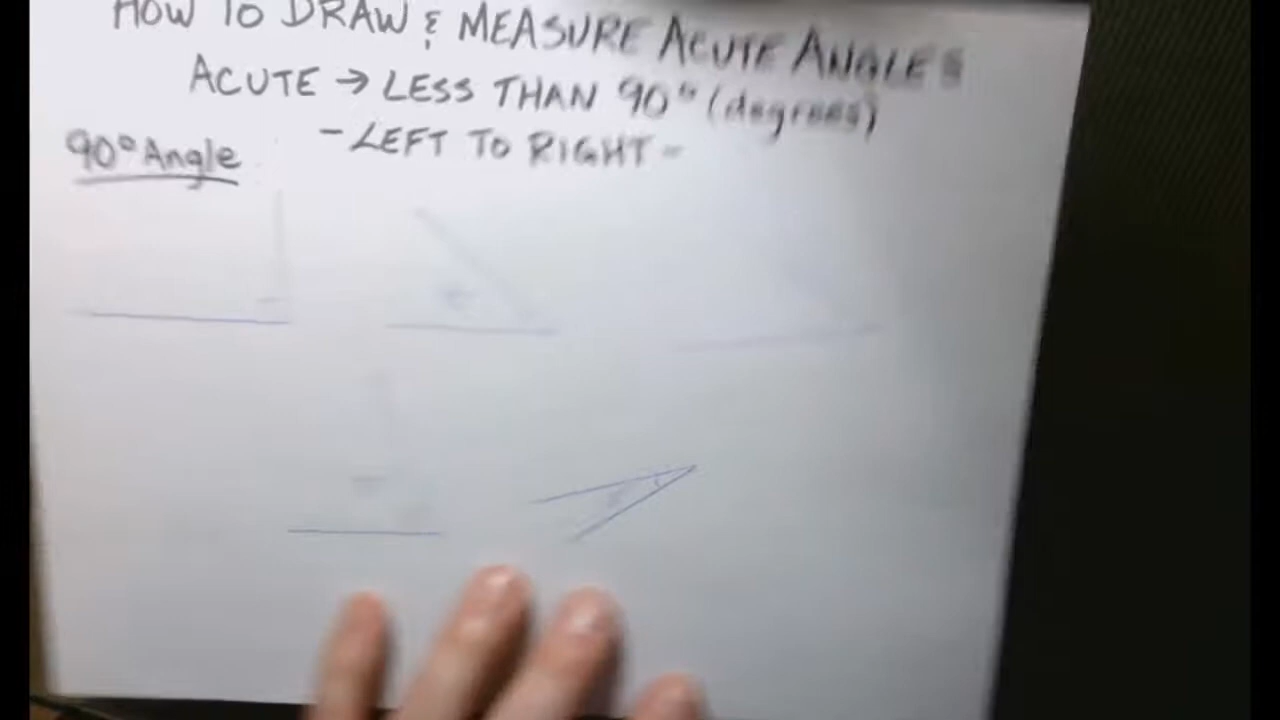 HOW TO DRAW & MEASURE ACUTE ANGLES
ACUTE → LESS THAN 90° (degrees)
- LEFT TO RIGHT -
90° Angle